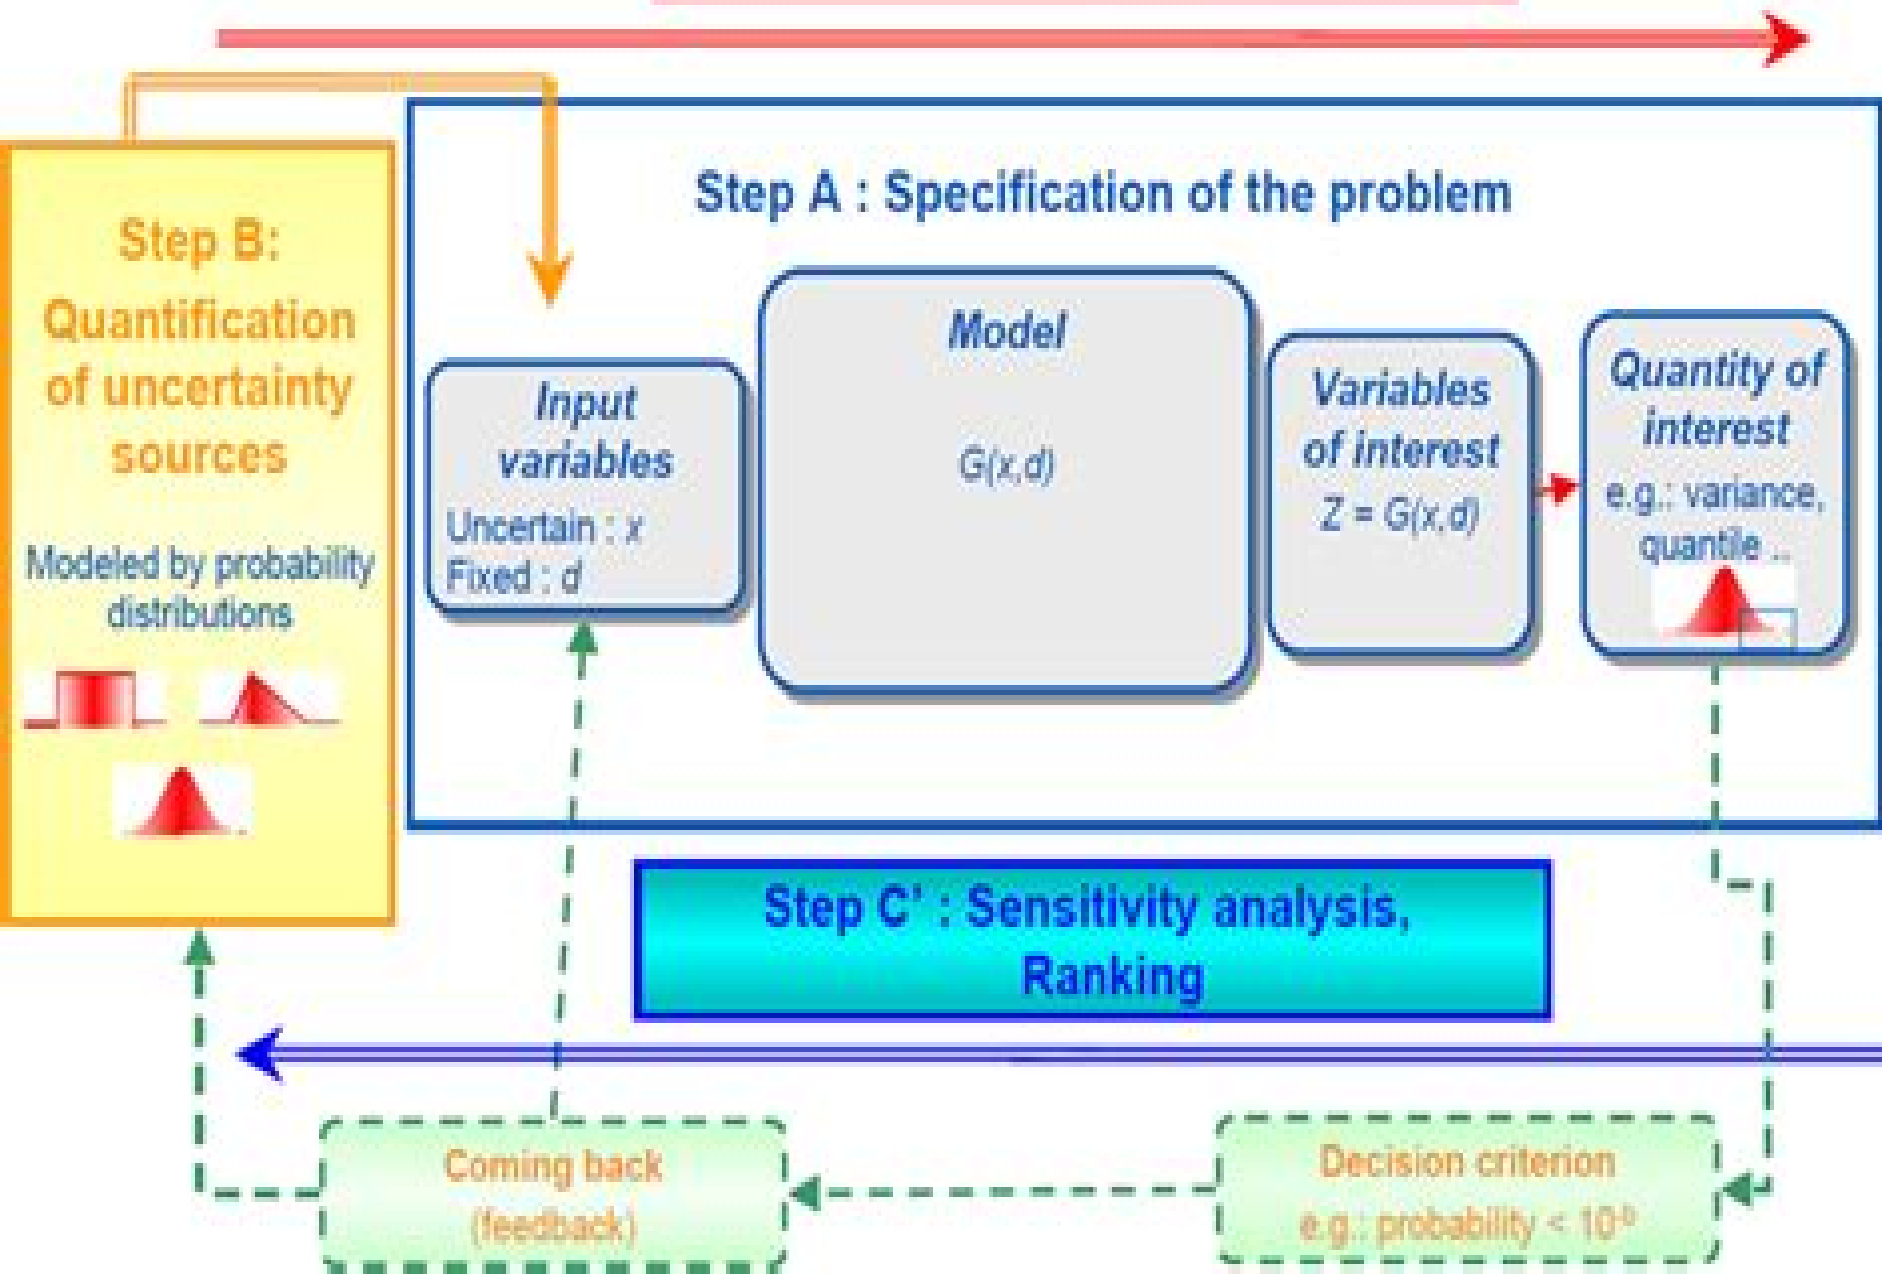 Step A : Specification of the problem
Step B:
Quantification
of uncertainty
sources
Modeled by probability
distributions
Input
variables
Uncertain : x
Fixed : d
Model
G(x,d)
Variables
of interest
Z = G(x,d)
Quantity of
interest
e.g.: variance,
quantile ..
Step C' : Sensitivity analysis,
Ranking
Coming back
(feedback)
Decision criterion
e.g.: probability <